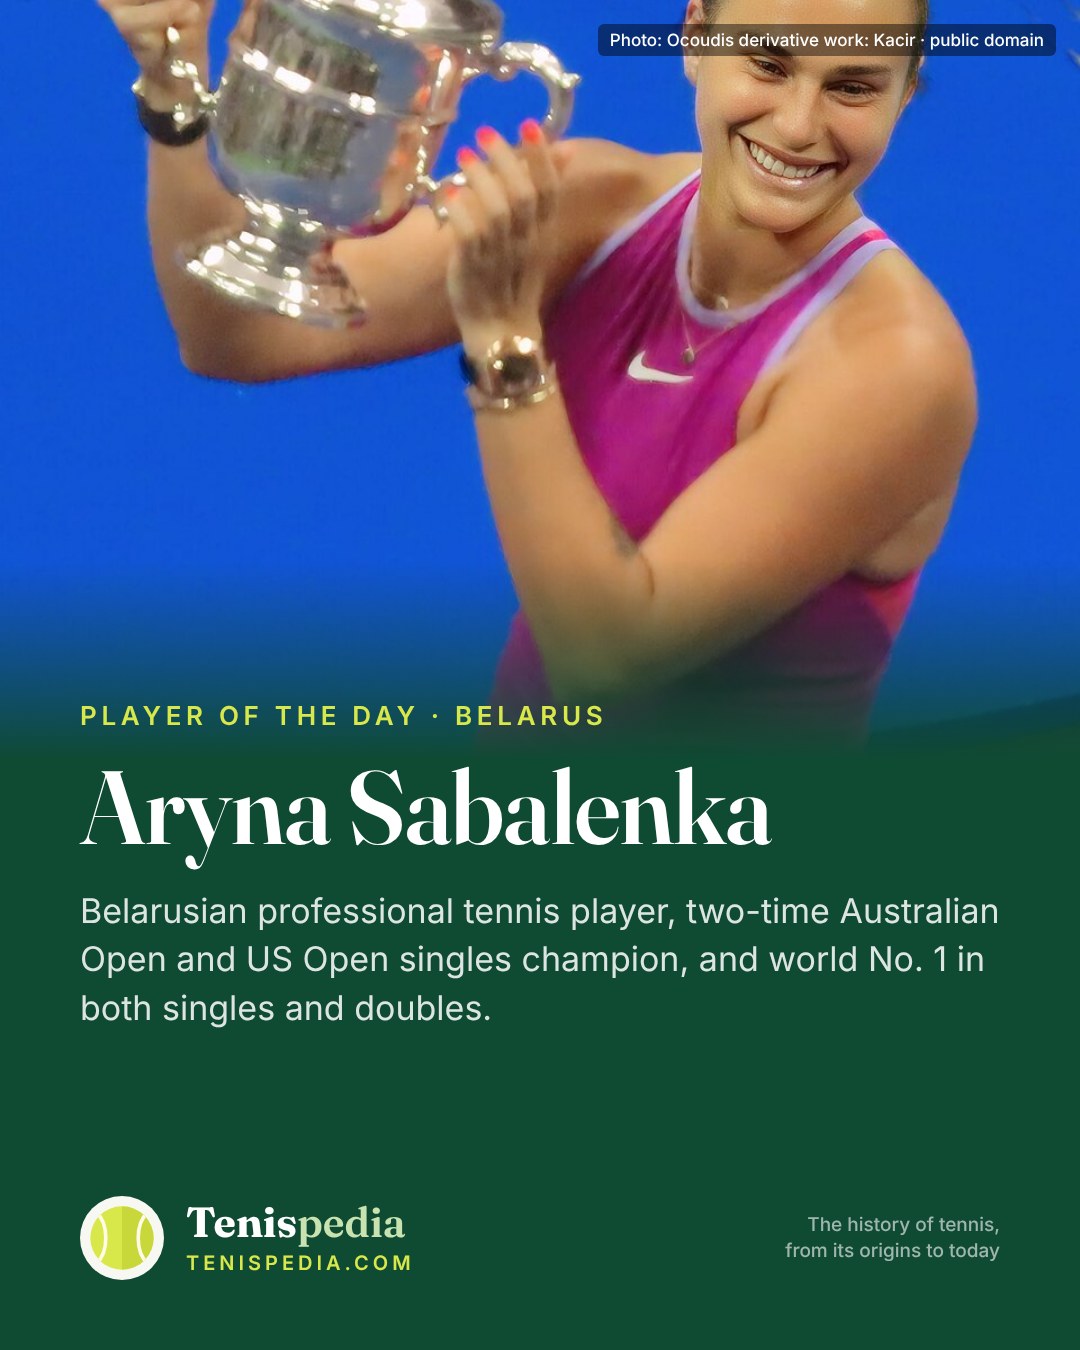 Photo: Ocoudis derivative work: Kacir · public domain
PLAYER OF THE DAY · BELARUS
Aryna Sabalenka
Belarusian professional tennis player, two-time Australian
Open and US Open singles champion, and world No. 1 in
both singles and doubles.
Tenispedia
TENISPEDIA.COM
The history of tennis,
from its origins to today